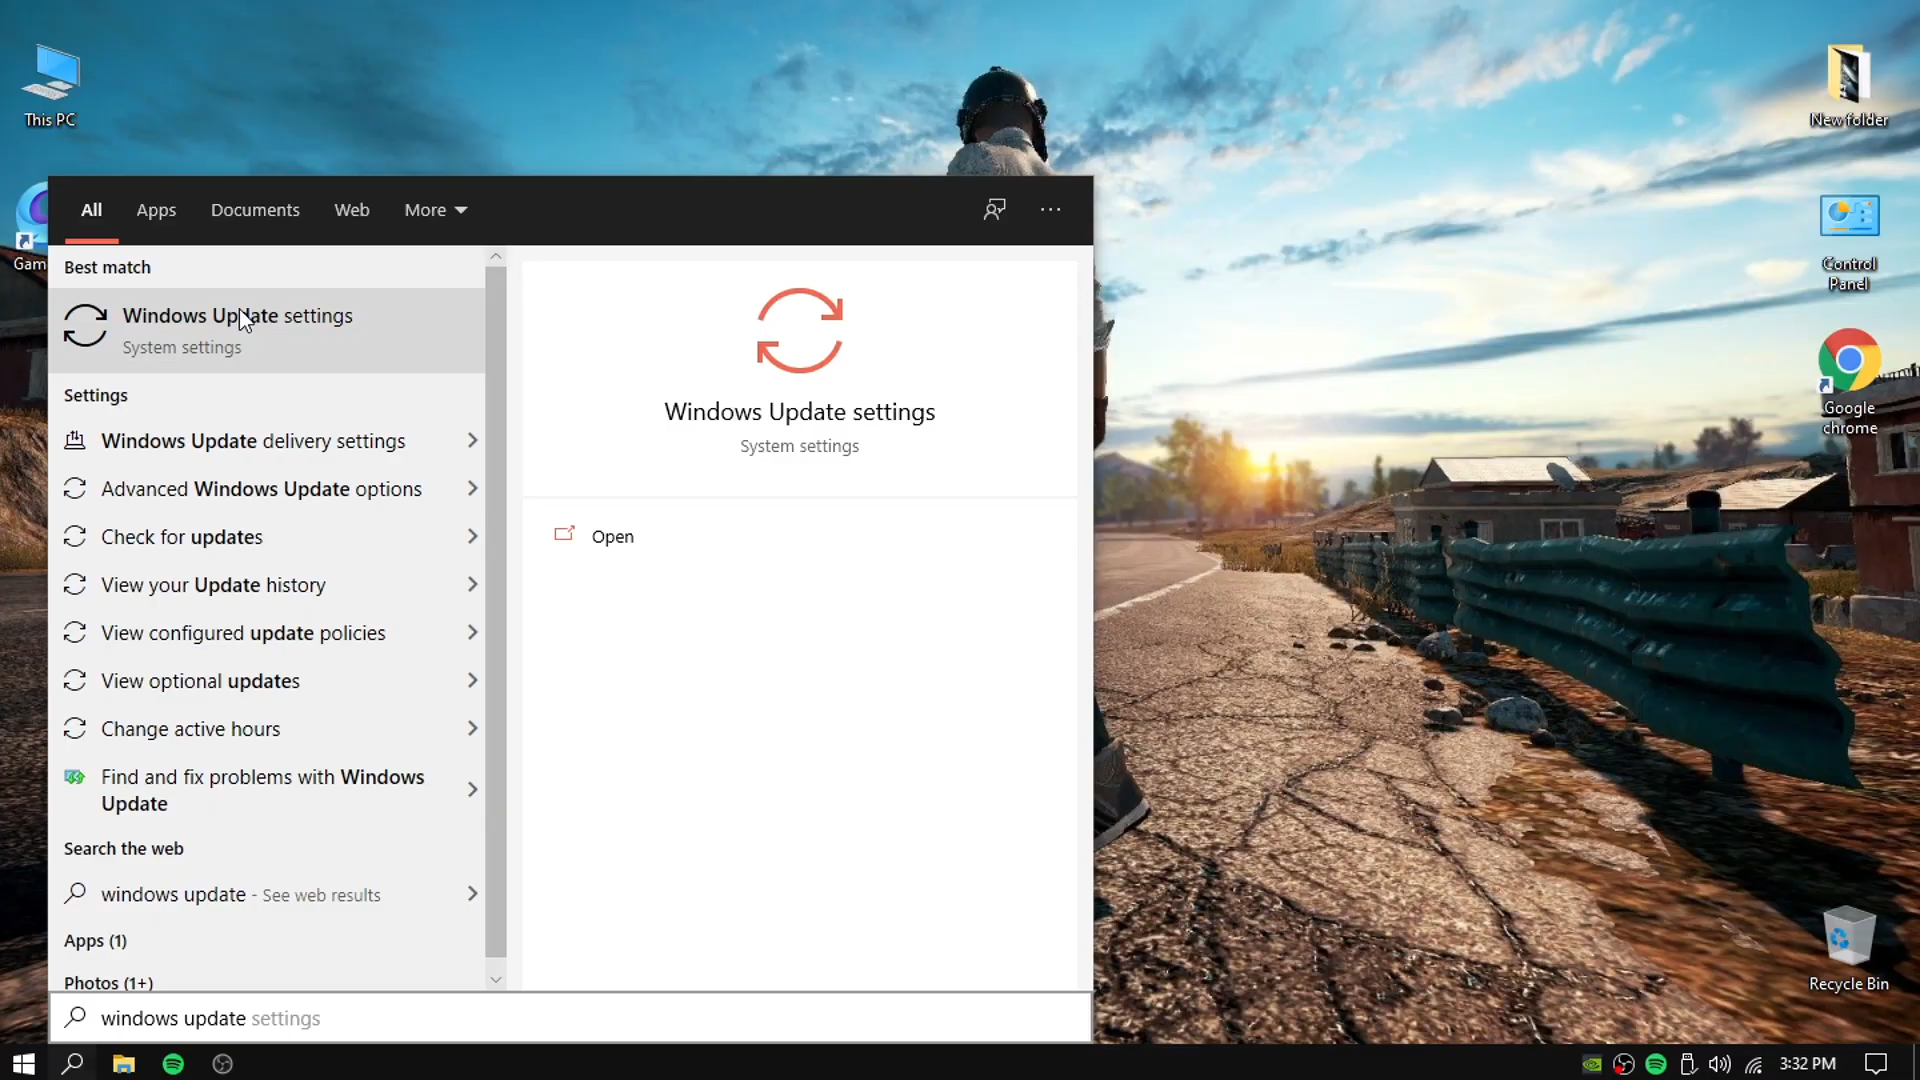 This PC
New folder
All
Apps
Documents
Web
More
Gam
Best match
Windows Update settings
System settings
Settings
Windows Update delivery settings
Advanced Windows Update options
Check for updates
View your Update history
View configured update policies
View optional updates
Change active hours
Find and fix problems with Windows
Update
Search the web
windows update - See web results
Apps (1)
Photos (1+)
windows update settings
Windows Update settings
System settings
Open
Control
Panel
Google
chrome
Recycle Bin
3:32 PM